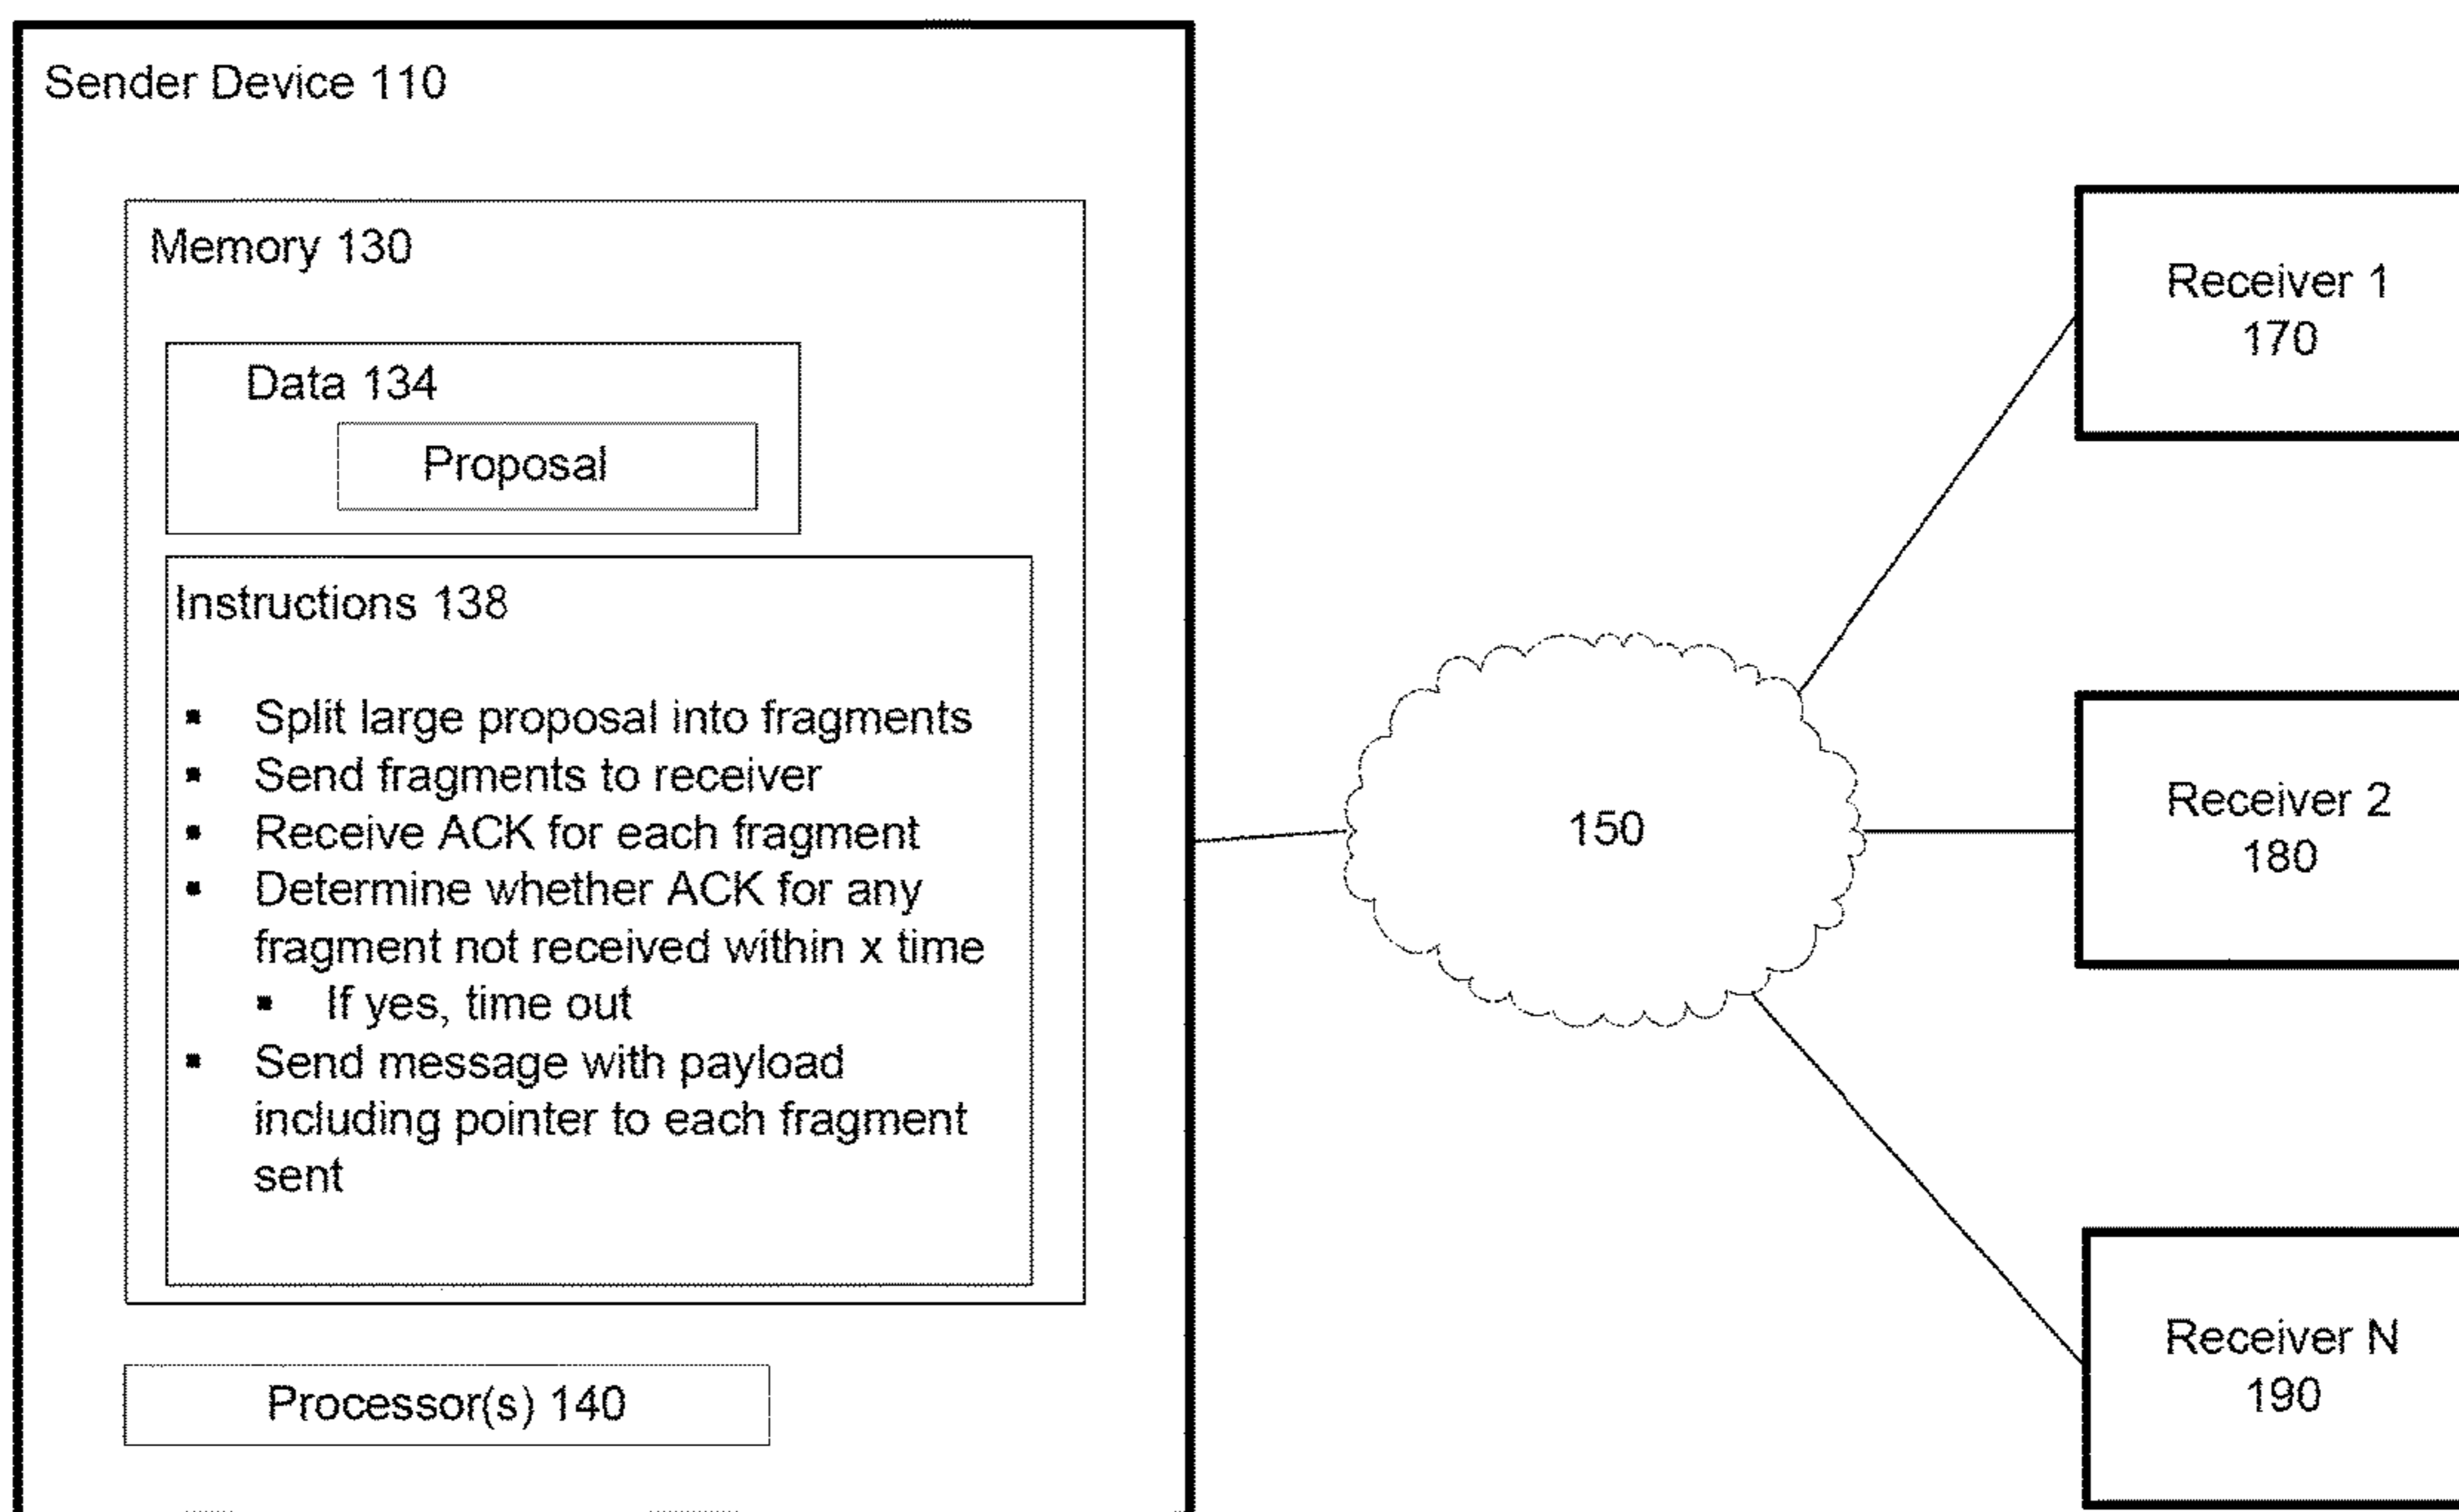 Sender Device 110
Memory 130
Data 134
Proposal
Instructions 138
▪ Split large proposal into fragments
▪ Send fragments to receiver
▪ Receive ACK for each fragment
▪ Determine whether ACK for any
fragment not received within x time
▪ If yes, time out
▪ Send message with payload
including pointer to each fragment
sent
Processor(s) 140
150
Receiver 1
170
Receiver 2
180
Receiver N
190